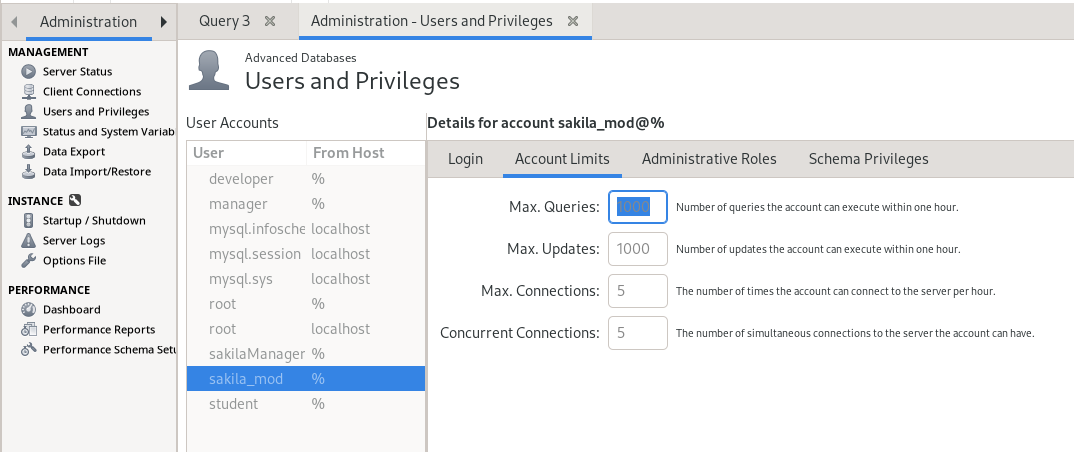 Administration
Query 3
Administration - Users and Privileges
MANAGEMENT
Server Status
Client Connections
Users and Privileges
Status and System Variab
Data Export
Data Import/Restore
INSTANCE
Startup / Shutdown
Server Logs
Options File
PERFORMANCE
Dashboard
Performance Reports
Performance Schema Setu
Advanced Databases
Users and Privileges
User Accounts
User From Host
developer %
manager %
mysql.infosche localhost
mysql.session localhost
mysql.sys localhost
root %
root localhost
sakilaManager %
sakila_mod %
student %
Details for account sakila_mod@%
Login Account Limits Administrative Roles Schema Privileges
Max. Queries: 1000 Number of queries the account can execute within one hour.
Max. Updates: 1000 Number of updates the account can execute within one hour.
Max. Connections: 5 The number of times the account can connect to the server per hour.
Concurrent Connections: 5 The number of simultaneous connections to the server the account can have.